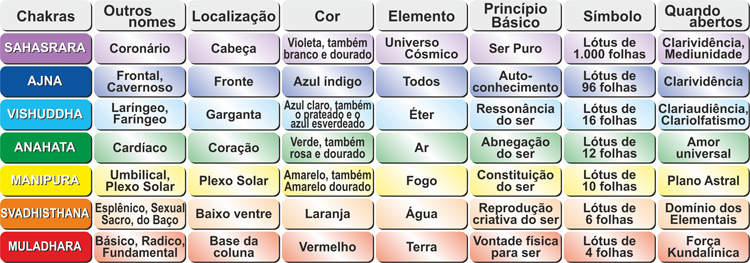 Chakras
Outros
nomes
Localização
Cor
Elemento
Princípio
Básico
Símbolo
Quando
abertos
SAHASRARA
Coronário
Cabeça
Violeta, também
branco e dourado
Universo
Cósmico
Ser Puro
Lótus de
1.000 folhas
Clarividência,
Mediunidade
AJNA
Frontal,
Cavernoso
Fronte
Azul índigo
Todos
Auto-
conhecimento
Lótus de
96 folhas
Clarividência
VISHUDDHA
Laríngeo,
Faríngeo
Garganta
Azul claro, também
o prateado e o
azul esverdeado
Éter
Ressonância
do ser
Lótus de
16 folhas
Clariaudiência,
Clariolfatismo,
ANAHATA
Cardíaco
Coração
Verde, também
rosa e dourado
Ar
Abnegação
do ser
Lótus de
12 folhas
Amor
universal
MANIPURA
Umbilical,
Plexo Solar
Plexo Solar
Amarelo, também
Amarelo dourado
Fogo
Constituição
do ser
Lótus de
10 folhas
Plano Astral
SVADHISTHANA
Esplênico, Sexual
Sacro, do Baço
Baixo ventre
Laranja
Água
Reprodução
criativa do ser
Lótus de
6 folhas
Domínio dos
Elementais
MULADHARA
Básico, Radico,
Fundamental
Base da
coluna
Vermelho
Terra
Vontade física
para ser
Lótus de
4 folhas
Força
Kundalínica